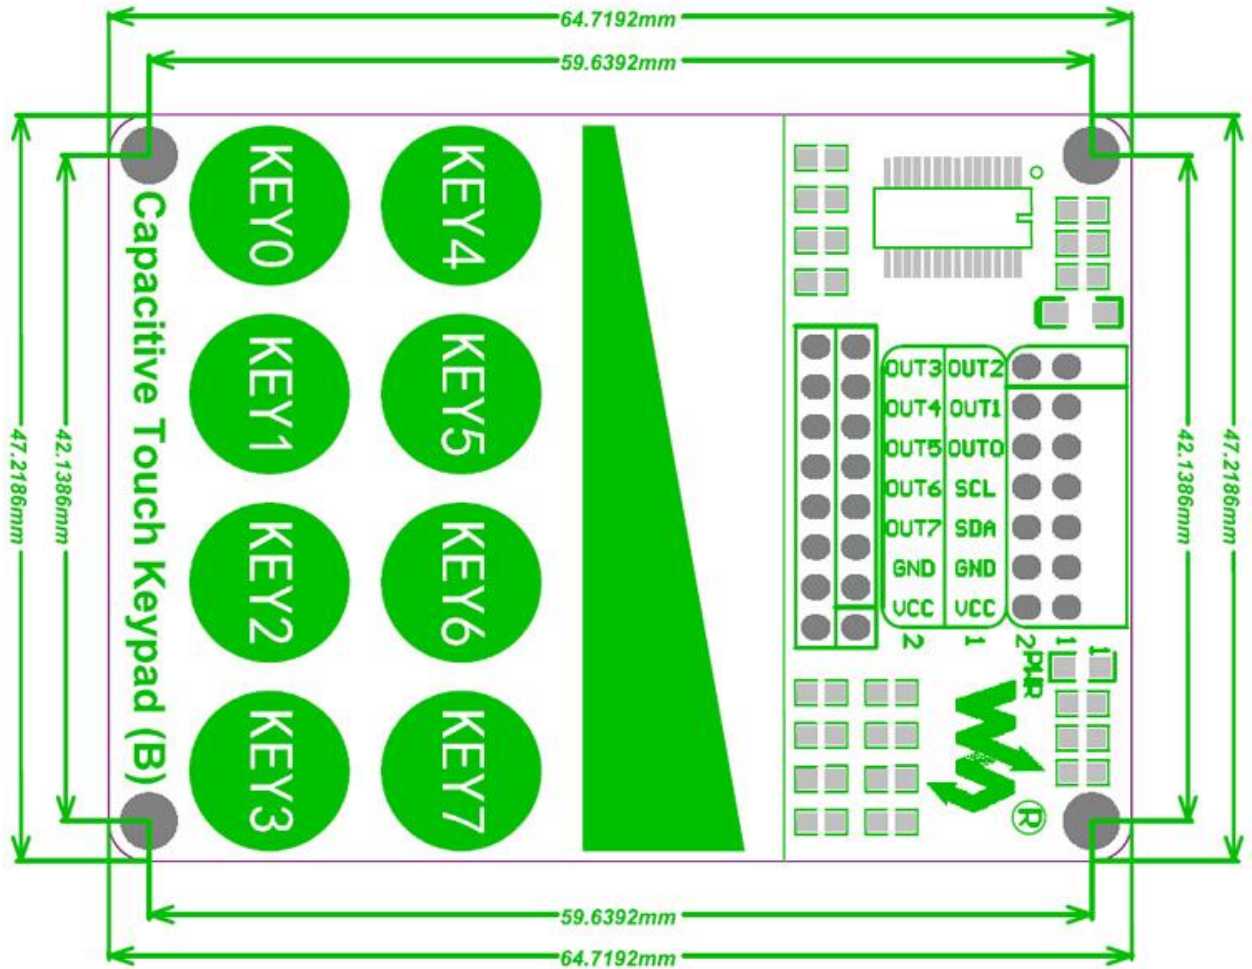 64.7192mm
59.6392mm
47.2186mm
42.1386mm
Capacitive Touch Keypad (B)
KEY0
KEY4
KEY1
KEY5
KEY2
KEY6
KEY3
KEY7
OUT3 OUT2
OUT4 OUT1
OUT5 OUT0
OUT6 SCL
OUT7 SDA
GND GND
VCC VCC
2 1 2 1 1
PWR
®
42.1386mm
47.2186mm
59.6392mm
64.7192mm